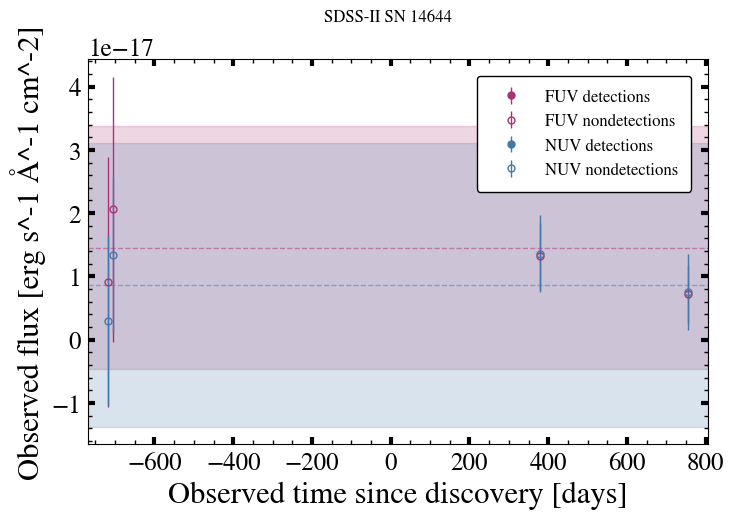 SDSS-II SN 14644
1e−17
FUV detections
FUV nondetections
NUV detections
NUV nondetections
4
3
2
1
0
−1
Observed flux [erg s^-1 Å^-1 cm^-2]
−600 −400 −200 0 200 400 600 800
Observed time since discovery [days]